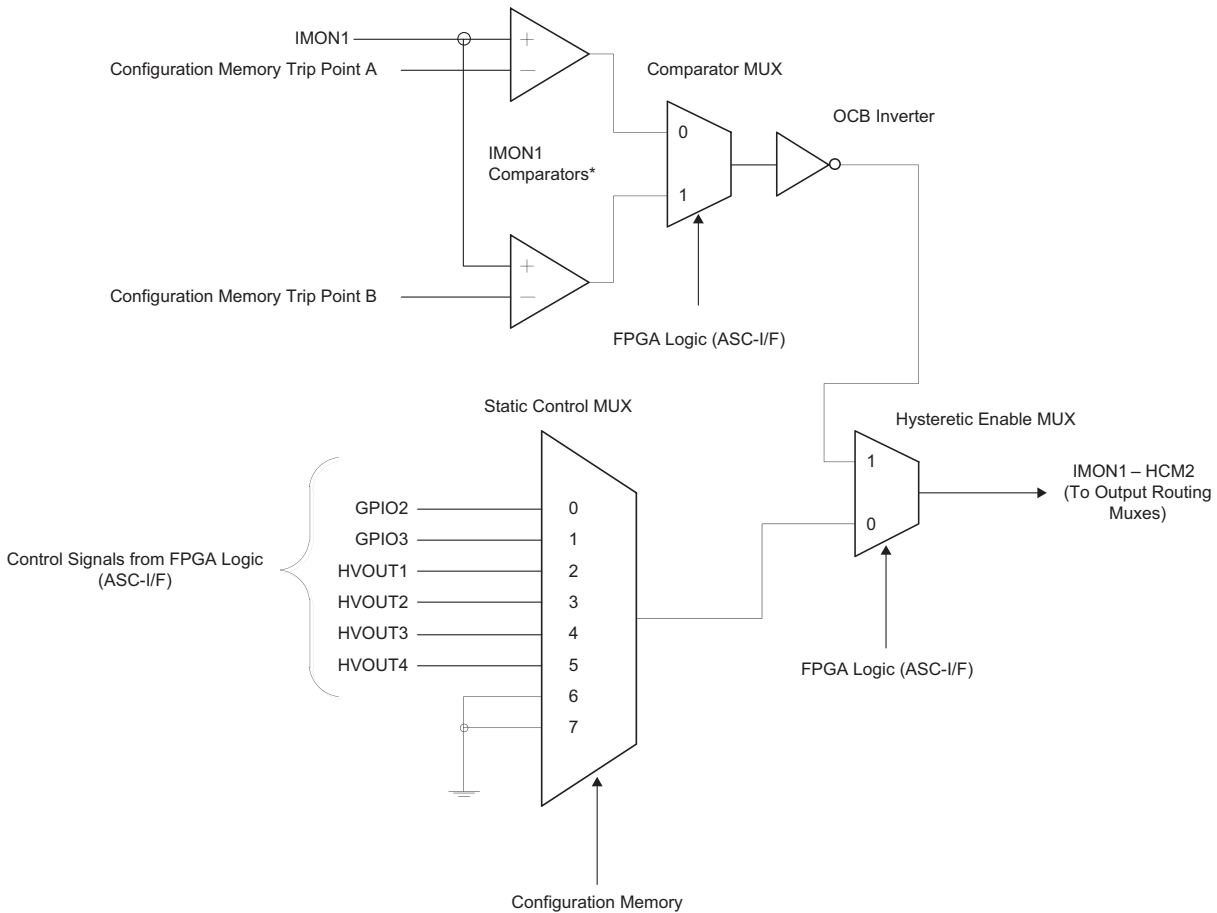 IMON1
+
Configuration Memory Trip Point A
−
Comparator MUX
OCB Inverter
0
IMON1
Comparators*
1
+
Configuration Memory Trip Point B
−
FPGA Logic (ASC-I/F)
Static Control MUX
Hysteretic Enable MUX
1
IMON1 – HCM2
(To Output Routing
Muxes)
0
GPIO2
0
GPIO3
1
Control Signals from FPGA Logic
(ASC-I/F)
HVOUT1
2
HVOUT2
3
HVOUT3
4
HVOUT4
5
6
7
FPGA Logic (ASC-I/F)
Configuration Memory